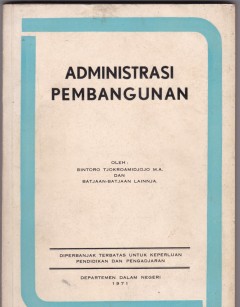 ADMINISTRASI
PEMBANGUNAN
OLEH:
BINTORO TJOKROAMIDJOJO M.A.
DAN
BATJAAN-BATJAAN LAINNJA.
DIPERBANJAK TERBATAS UNTUK KEPERLUAN
PENDIDIKAN DAN PENGADJARAN
DEPARTEMEN DALAM NEGERI
1971